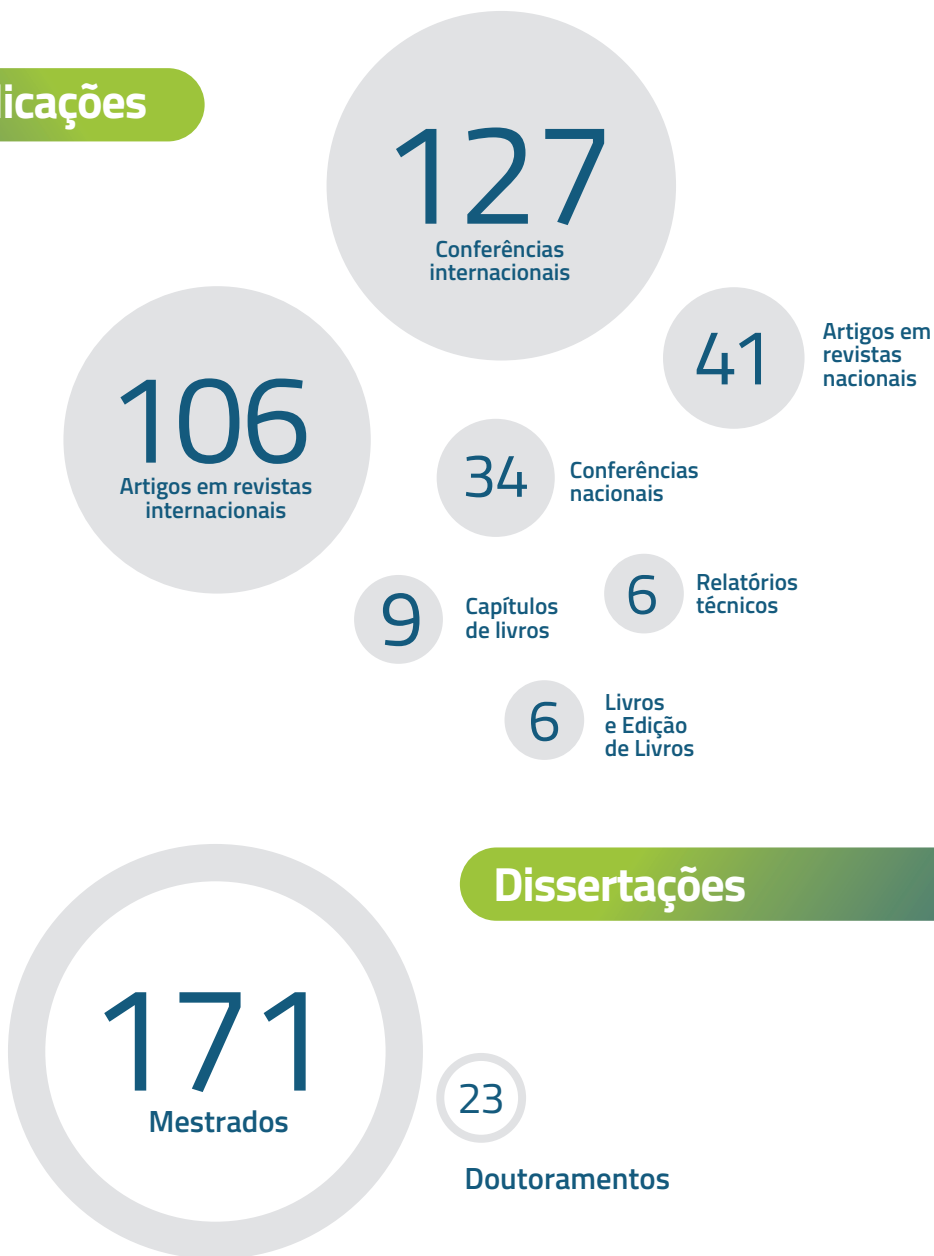 licações
127
Conferências
internacionais
41
Artigos em
revistas
nacionais
106
Artigos em revistas
internacionais
34
Conferências
nacionais
9
Capítulos
de livros
6
Relatórios
técnicos
6
Livros
e Edição
de Livros
Dissertações
171
Mestrados
23
Doutoramentos